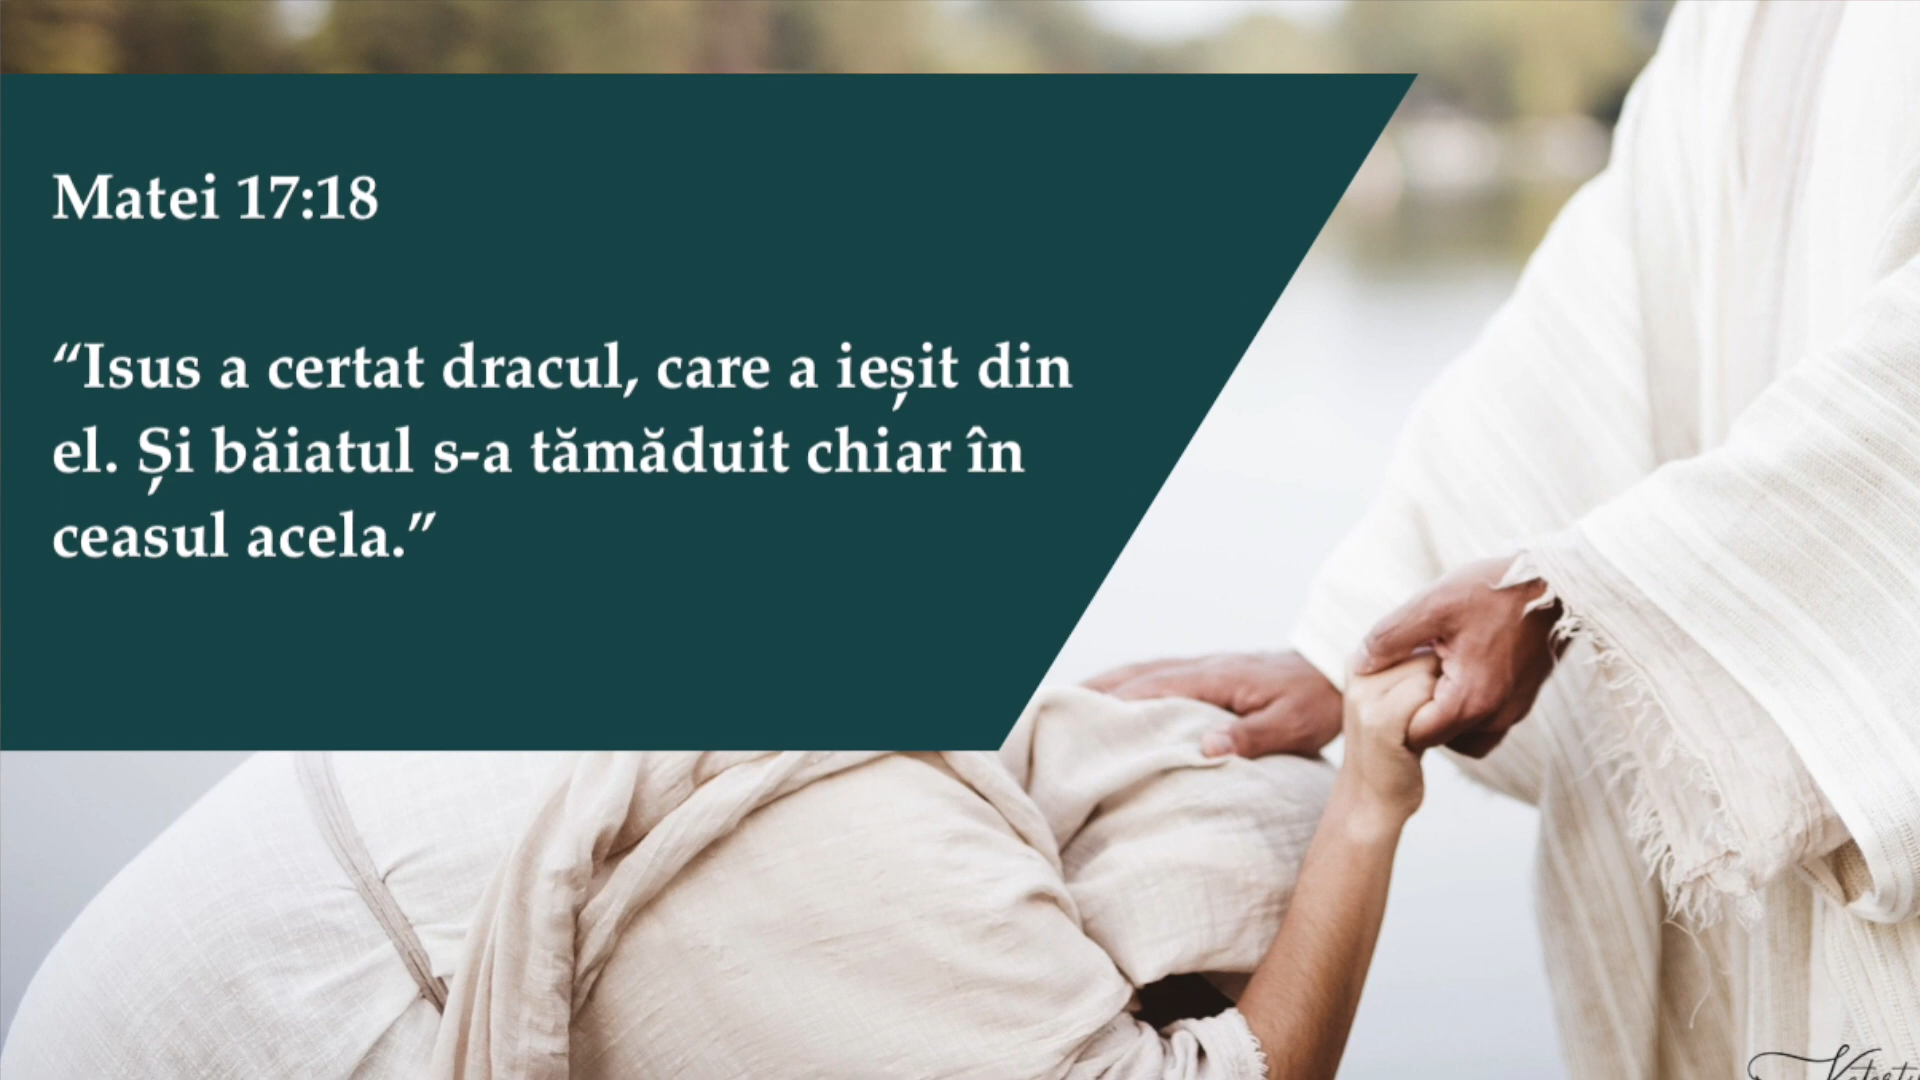 Matei 17:18
“Isus a certat dracul, care a ieșit din
el. Și băiatul s-a tămăduit chiar în
ceasul acela.”